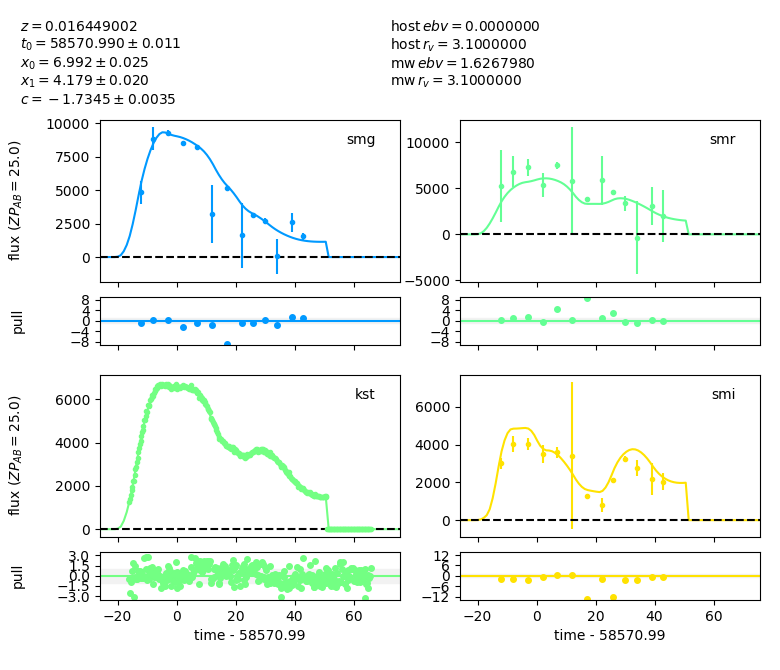 z = 0.016449002
t0 = 58570.990 ± 0.011
x0 = 6.992 ± 0.025
x1 = 4.179 ± 0.020
c = −1.7345 ± 0.0035
host ebv = 0.0000000
host rv = 3.1000000
mw ebv = 1.6267980
mw rv = 3.1000000
flux (ZPAB = 25.0)
10000
7500
5000
2500
0
smg
10000
5000
0
−5000
smr
pull
8
4
0
−4
−8
8
4
0
−4
−8
flux (ZPAB = 25.0)
6000
4000
2000
0
kst
6000
4000
2000
0
smi
pull
3.0
1.5
0.0
−1.5
−3.0
12
6
0
−6
−12
−20 0 20 40 60
time - 58570.99
−20 0 20 40 60
time - 58570.99